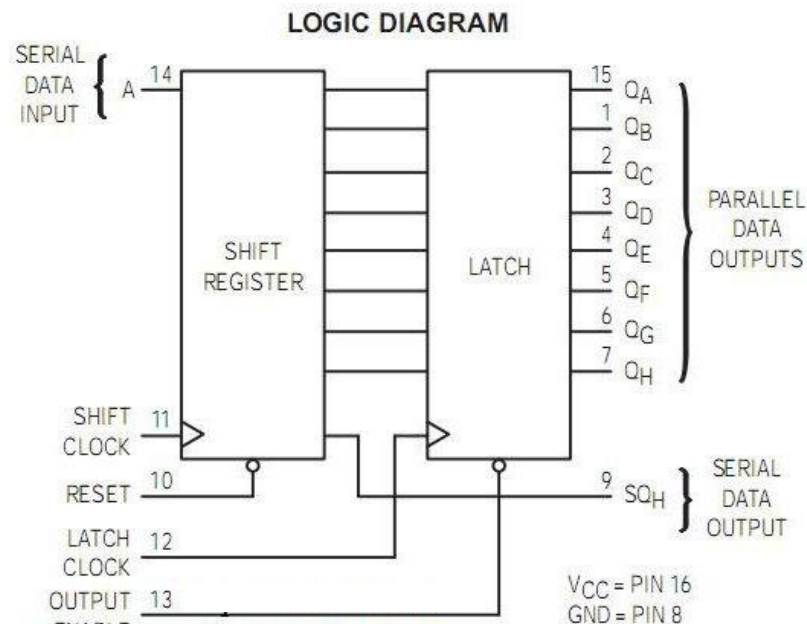 LOGIC DIAGRAM
SERIAL
DATA
INPUT
A 14
SHIFT
REGISTER
LATCH
15 QA
1 QB
2 QC
3 QD
4 QE
5 QF
6 QG
7 QH
PARALLEL
DATA
OUTPUTS
SHIFT
CLOCK
11
RESET 10
LATCH
CLOCK
12
OUTPUT 13
9 SQH
SERIAL
DATA
OUTPUT
VCC = PIN 16
GND = PIN 8